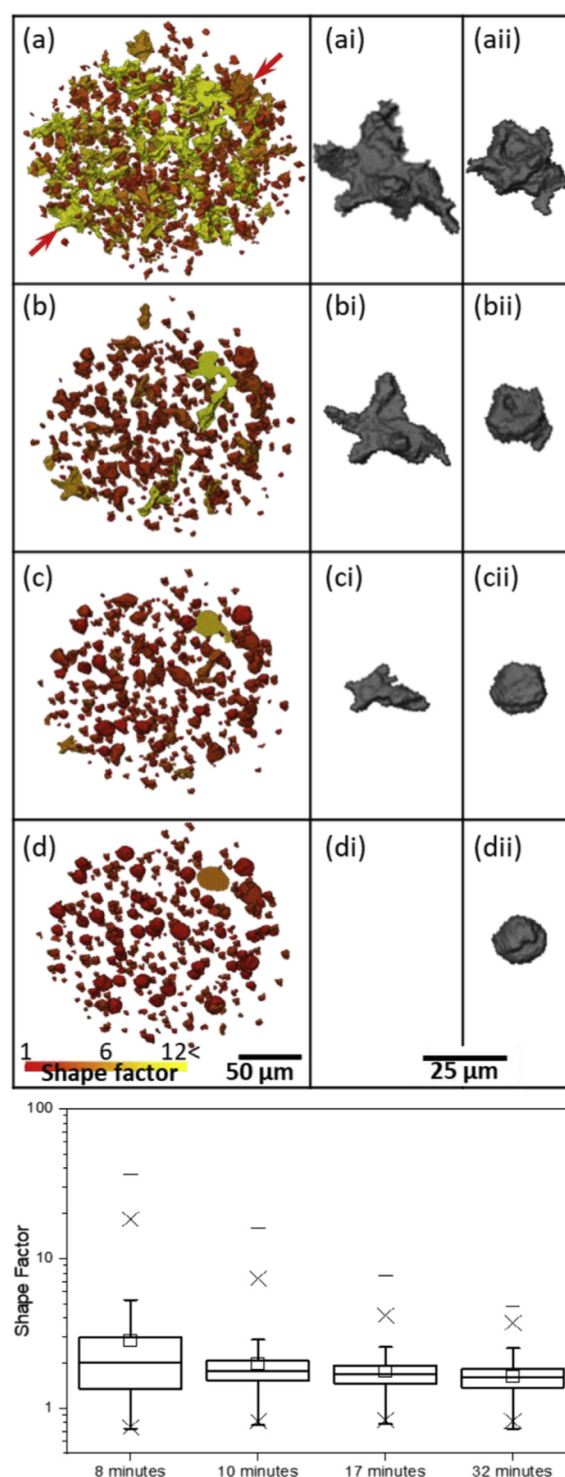 (a) (ai) (aii)
(b) (bi) (bii)
(c) (ci) (cii)
(d) (di) (dii)
1 6 12<
Shape factor 50 µm 25 µm
100
10
1
Shape Factor
8 minutes 10 minutes 17 minutes 32 minutes